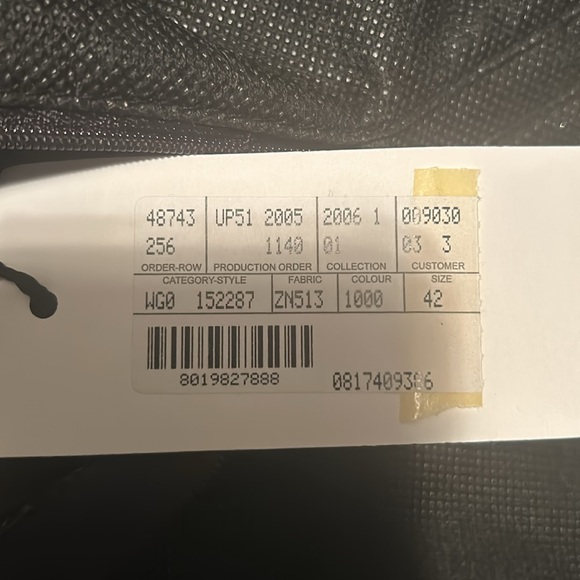 48743 UP51 2005 2006 1 009030
256 1140 01 03 3
ORDER-ROW PRODUCTION ORDER COLLECTION CUSTOMER
CATEGORY-STYLE FABRIC COLOUR SIZE
WG0 152287 ZN513 1000 42
8019827888 0817409386